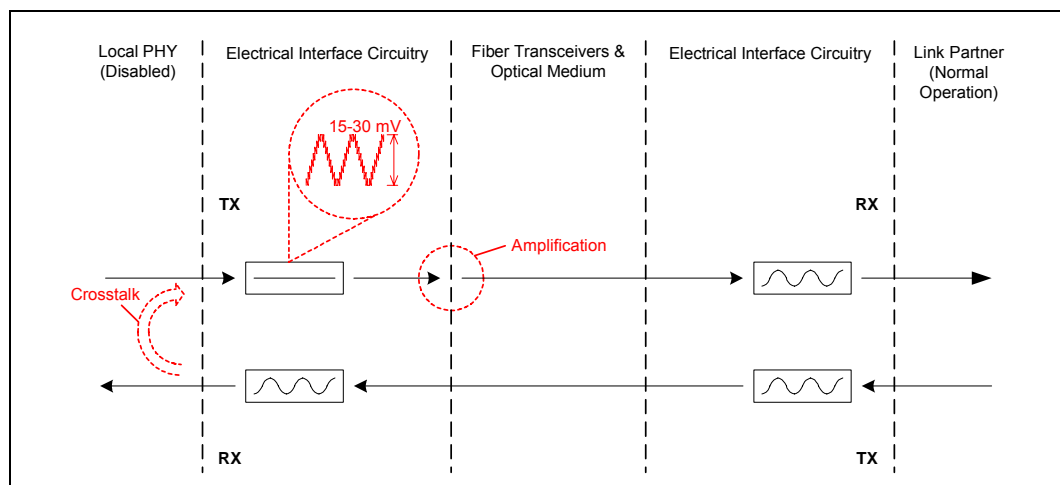 Local PHY
(Disabled)
Electrical Interface Circuitry
Fiber Transceivers &
Optical Medium
Electrical Interface Circuitry
Link Partner
(Normal
Operation)
15-30 mV
TX
RX
Amplification
Crosstalk
RX
TX